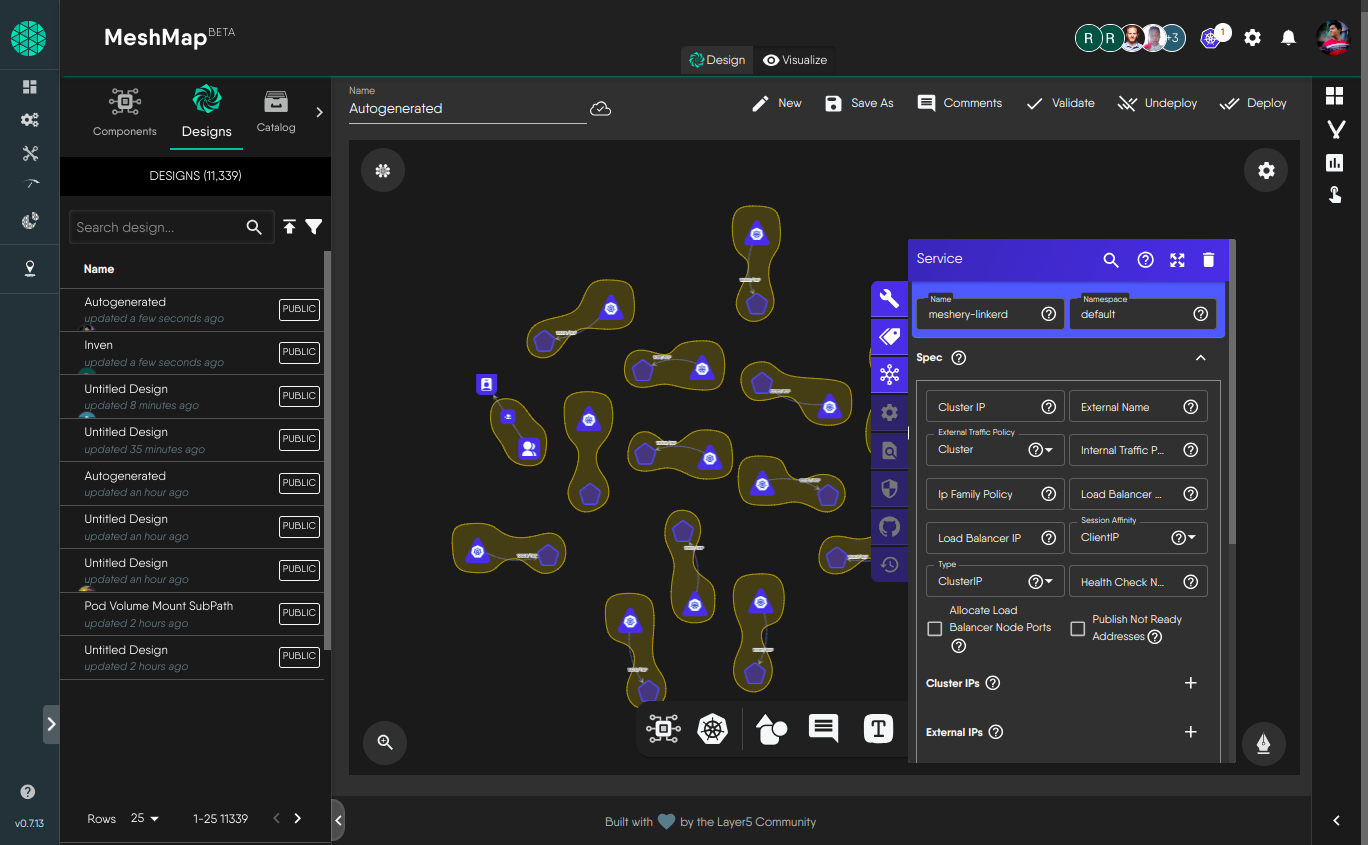 MeshMap BETA
R R +3 1
Design Visualize
Components Designs Catalog
DESIGNS (11,339)
Search design...
Name
Autogenerated
updated a few seconds ago
PUBLIC
Inven
updated a few seconds ago
PUBLIC
Untitled Design
updated 8 minutes ago
PUBLIC
Untitled Design
updated 35 minutes ago
PUBLIC
Autogenerated
updated an hour ago
PUBLIC
Untitled Design
updated an hour ago
PUBLIC
Untitled Design
updated an hour ago
PUBLIC
Pod Volume Mount SubPath
updated 2 hours ago
PUBLIC
Untitled Design
updated 2 hours ago
PUBLIC
Rows 25 1-25 11339
v0.7.13
Name
Autogenerated
New Save As Comments Validate Undeploy Deploy
Service
Name
meshery-linkerd
Namespace
default
Spec
Cluster IP
External Name
External Traffic Policy
Cluster
Internal Traffic P...
Ip Family Policy
Load Balancer ...
Load Balancer IP
Session Affinity
ClientIP
Type
ClusterIP
Health Check N...
Allocate Load
Balancer Node Ports
Publish Not Ready
Addresses
Cluster IPs
External IPs
T
Built with by the Layer5 Community